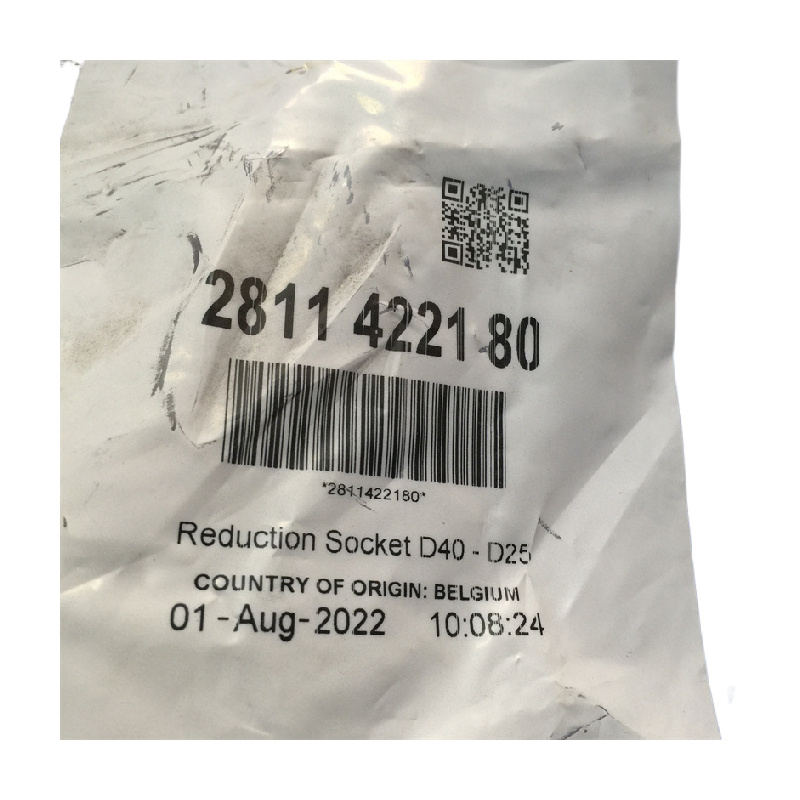 2811 4221 80
*2811422180*
Reduction Socket D40 - D25
COUNTRY OF ORIGIN: BELGIUM
01-Aug-2022 10:08:24